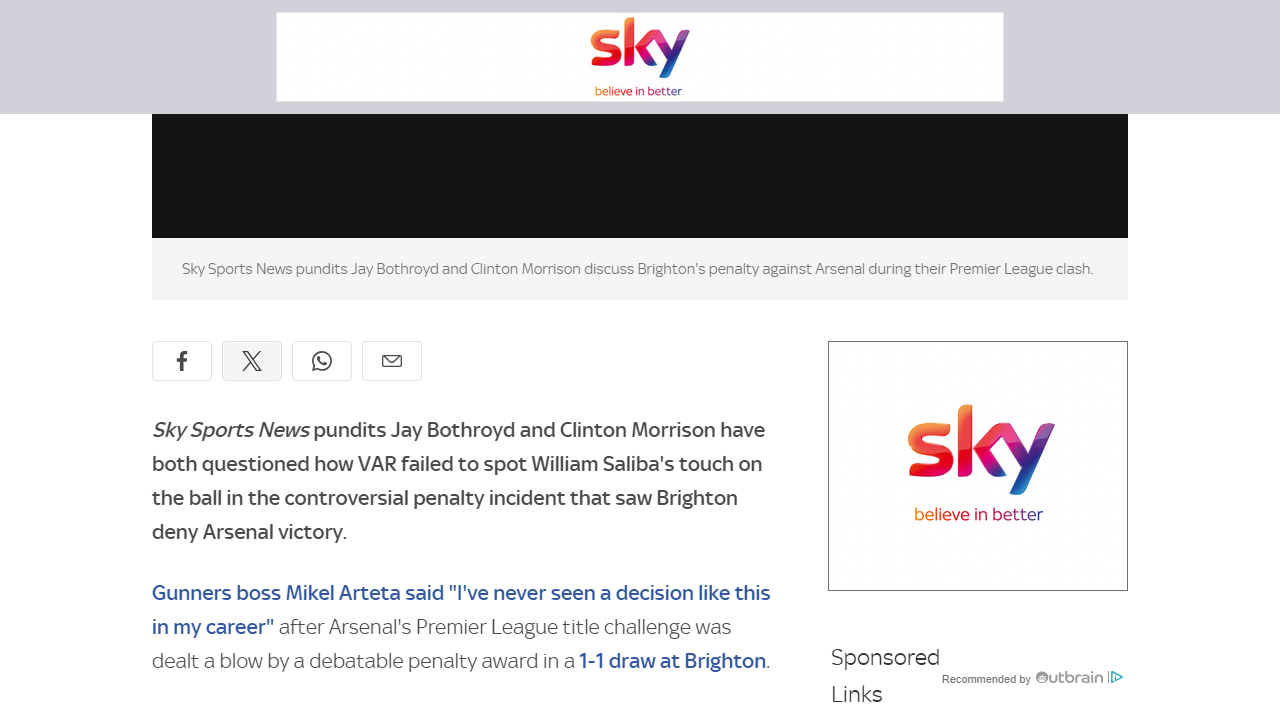 sky
believe in better
Sky Sports News pundits Jay Bothroyd and Clinton Morrison discuss Brighton's penalty against Arsenal during their Premier League clash.
Sky Sports News pundits Jay Bothroyd and Clinton Morrison have
both questioned how VAR failed to spot William Saliba's touch on
the ball in the controversial penalty incident that saw Brighton
deny Arsenal victory.
Gunners boss Mikel Arteta said "I've never seen a decision like this
in my career" after Arsenal's Premier League title challenge was
dealt a blow by a debatable penalty award in a 1-1 draw at Brighton.
sky
believe in better
Sponsored
Links
Recommended by Outbrain